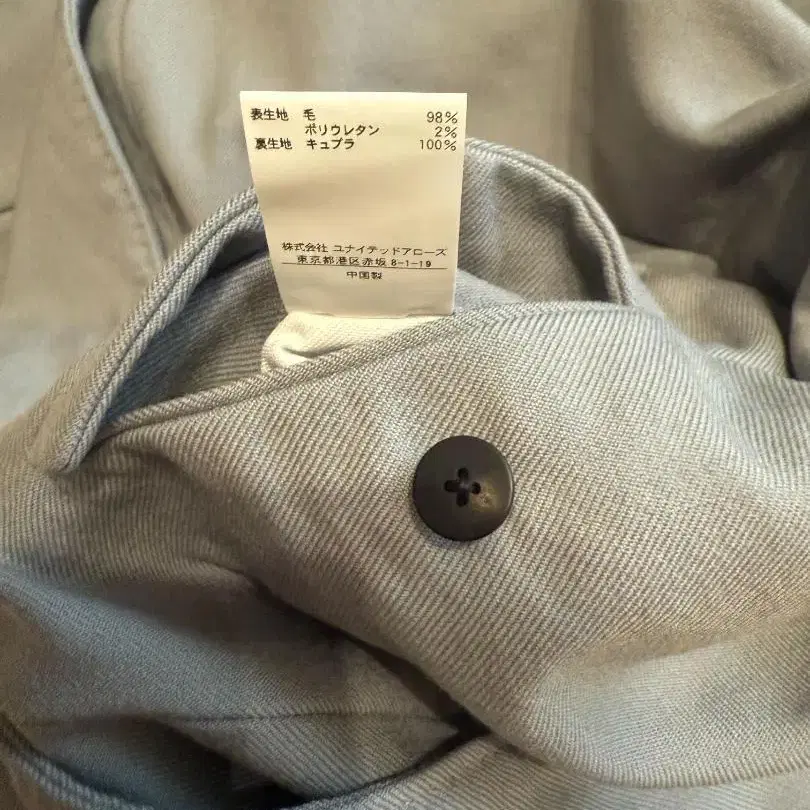 表生地 毛 98%
ポリウレタン 2%
裏生地 キュプラ 100%
株式会社 ユナイテッドアローズ
東京都港区赤坂 8-1-19
中国製